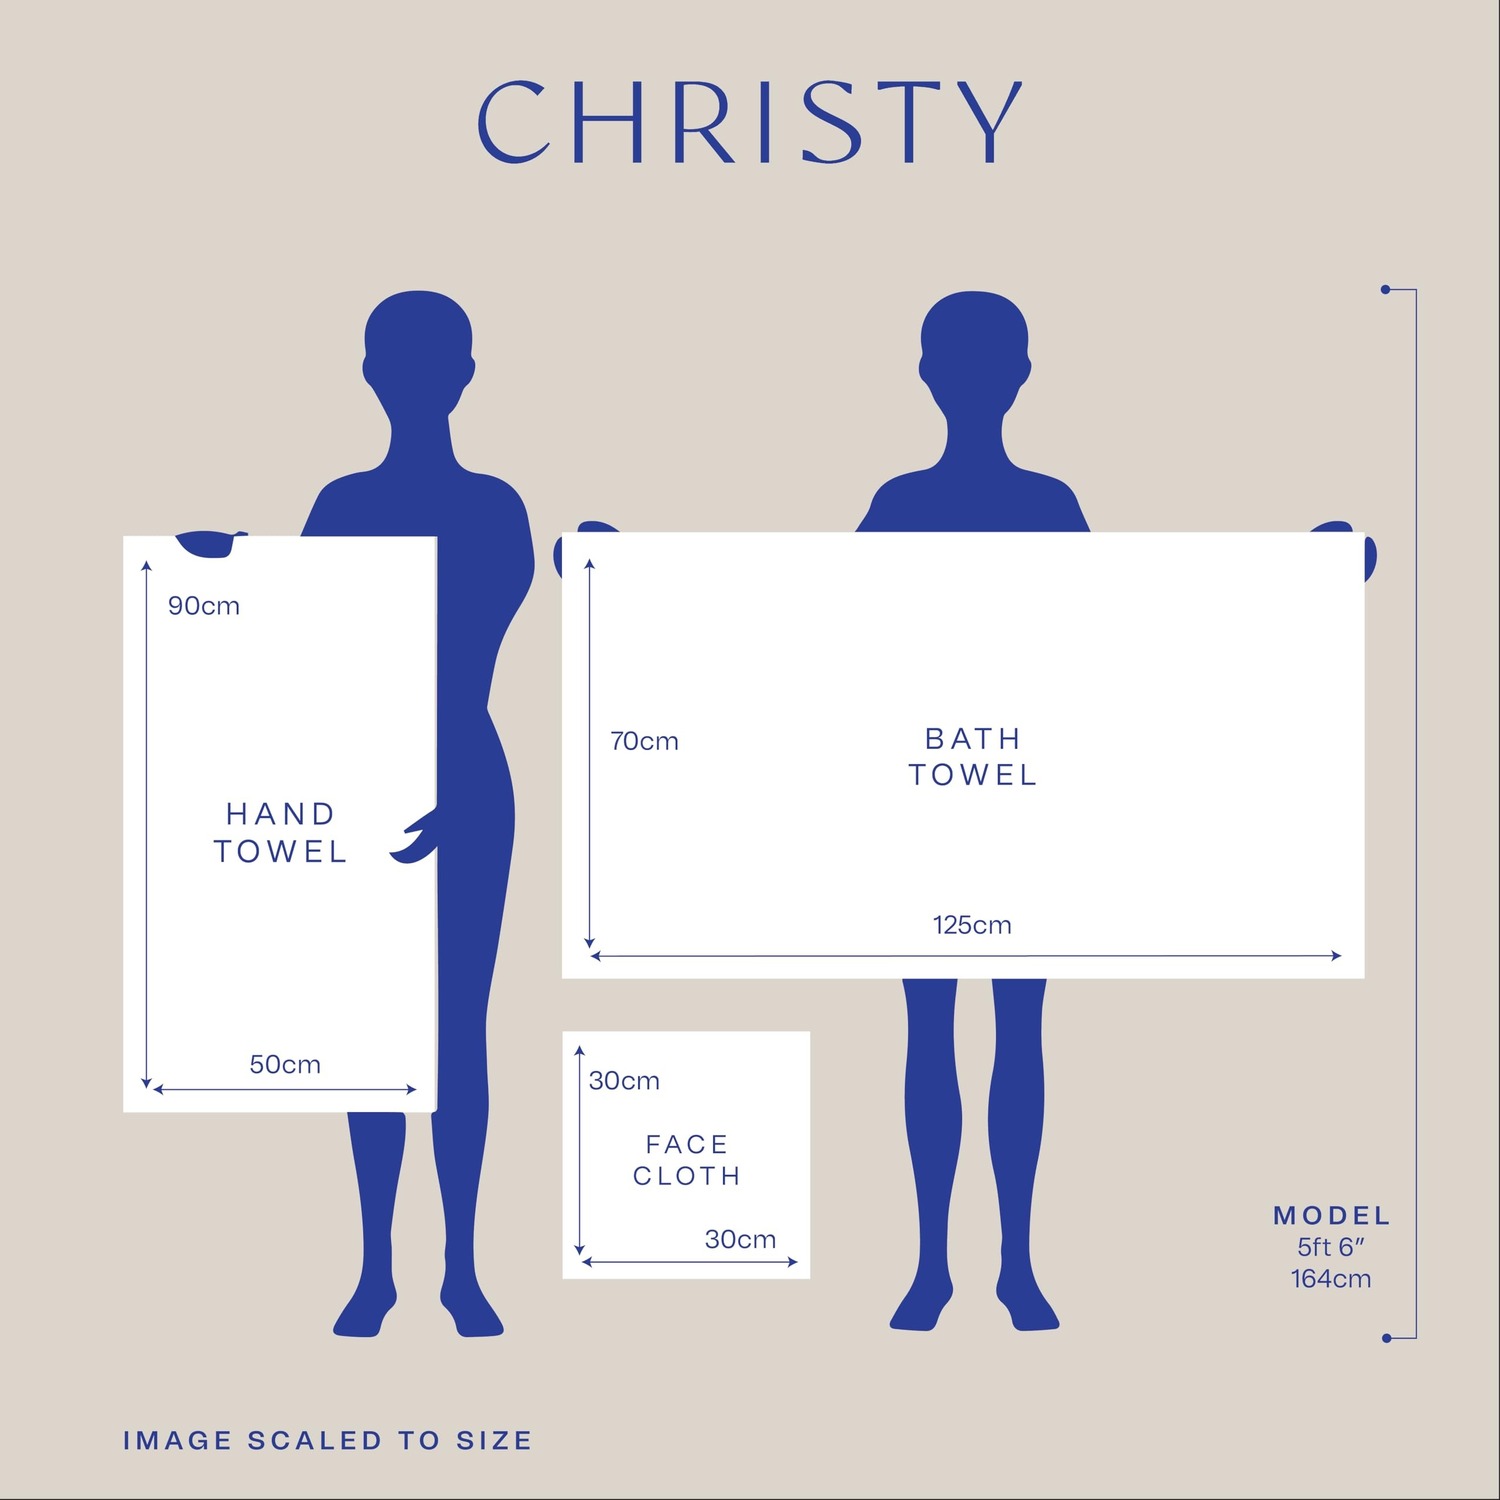 CHRISTY
90cm
HAND
TOWEL
50cm
70cm
BATH
TOWEL
125cm
30cm
FACE
CLOTH
30cm
MODEL
5ft 6”
164cm
IMAGE SCALED TO SIZE